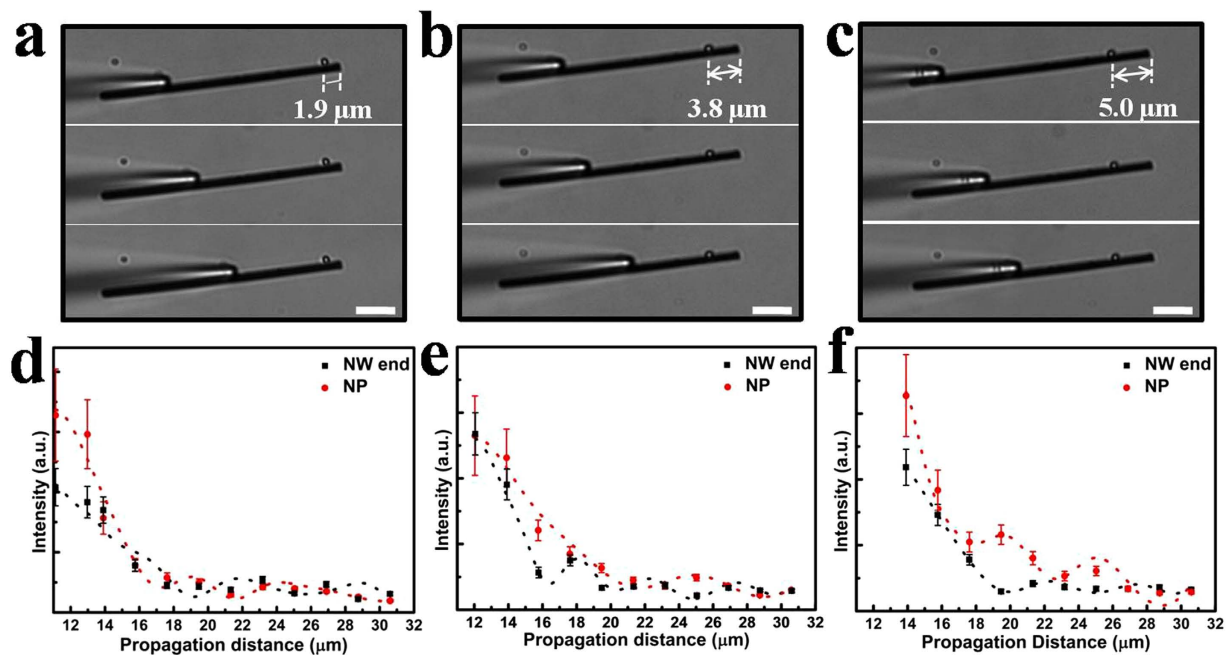 a
b
c
1.9 μm
3.8 μm
5.0 μm
d
e
f
NW end
NP
NW end
NP
NW end
NP
Intensity (a.u.)
Intensity (a.u.)
Intensity (a.u.)
12 14 16 18 20 22 24 26 28 30 32
12 14 16 18 20 22 24 26 28 30 32
12 14 16 18 20 22 24 26 28 30 32
Propagation distance (μm)
Propagation distance (μm)
Propagation Distance (μm)